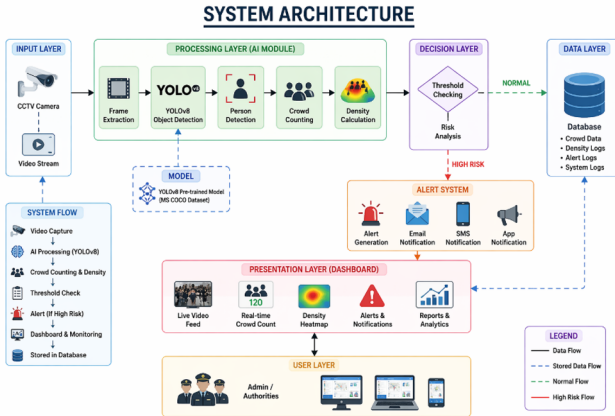 SYSTEM ARCHITECTURE
INPUT LAYER
CCTV Camera
Video Stream
PROCESSING LAYER (AI MODULE)
Frame
Extraction
YOLO
YOLOv8
Object Detection
Person
Detection
Crowd
Counting
Density
Calculation
MODEL
YOLOv8 Pre-trained Model
(MS COCO Dataset)
DECISION LAYER
Threshold
Checking
Risk
Analysis
NORMAL
HIGH RISK
DATA LAYER
Database
• Crowd Data
• Density Logs
• Alert Logs
• System Logs
ALERT SYSTEM
Alert
Generation
Email
Notification
SMS
Notification
App
Notification
SYSTEM FLOW
Video Capture
AI Processing (YOLOv8)
Crowd Counting & Density
Threshold Check
Alert (If High Risk)
Dashboard & Monitoring
Stored in Database
PRESENTATION LAYER (DASHBOARD)
Live Video
Feed
120
Real-time
Crowd Count
Density
Heatmap
Alerts &
Notifications
Reports &
Analytics
USER LAYER
Admin /
Authorities
LEGEND
Data Flow
Stored Data Flow
Normal Flow
High Risk Flow